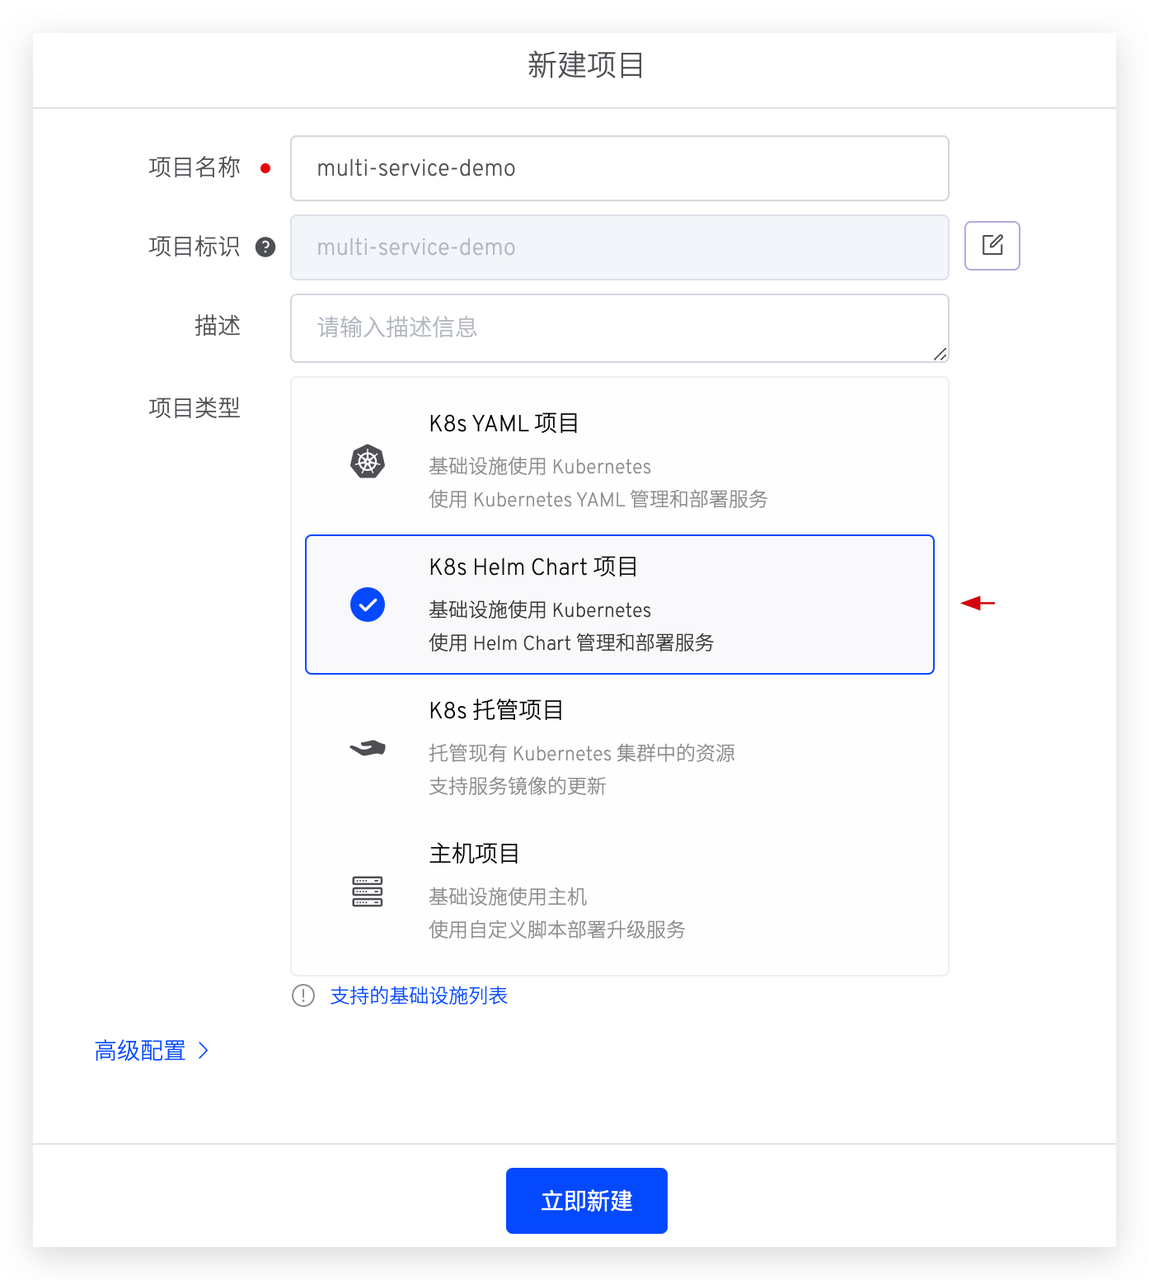 新建项目
项目名称
multi-service-demo
项目标识
multi-service-demo
描述
请输入描述信息
项目类型
K8s YAML 项目
基础设施使用 Kubernetes
使用 Kubernetes YAML 管理和部署服务
K8s Helm Chart 项目
基础设施使用 Kubernetes
使用 Helm Chart 管理和部署服务
K8s 托管项目
托管现有 Kubernetes 集群中的资源
支持服务镜像的更新
主机项目
基础设施使用主机
使用自定义脚本部署升级服务
支持的基础设施列表
高级配置
立即新建